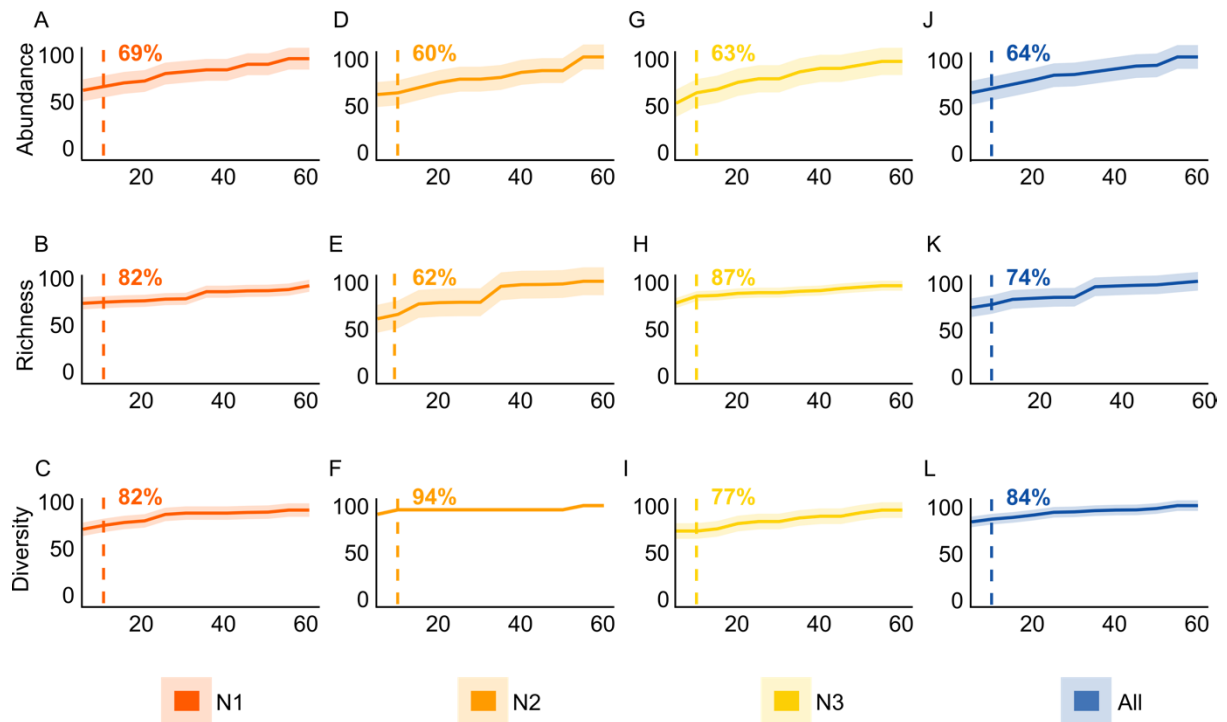 A D G J
100 69% 100 60% 100 63% 100 64%
50 50 50 50
0 0 0 0
Abundance
20 40 60 20 40 60 20 40 60 20 40 60
B E H K
100 82% 100 62% 100 87% 100 74%
50 50 50 50
0 0 0 0
Richness
20 40 60 20 40 60 20 40 60 20 40 60
C F I L
100 82% 100 94% 100 77% 100 84%
50 50 50 50
0 0 0 0
Diversity
20 40 60 20 40 60 20 40 60 20 40 60
N1 N2 N3 All